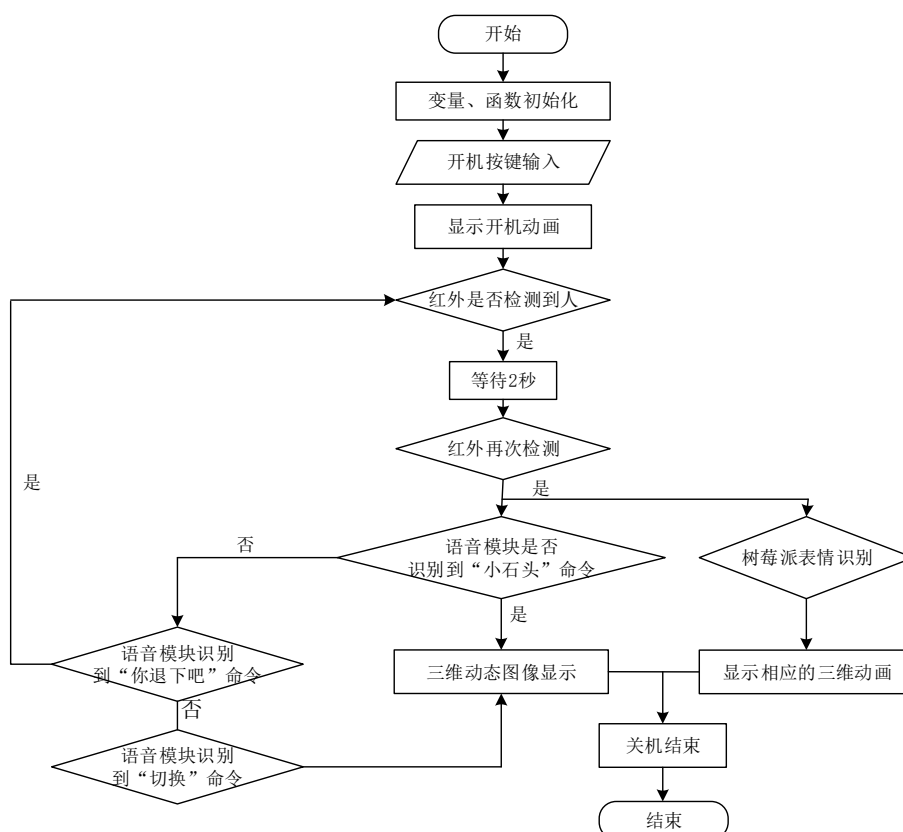 开始
变量、函数初始化
开机按键输入
显示开机动画
红外是否检测到人
是
等待2秒
红外再次检测
是
是
否
语音模块是否
识别到“小石头”命令
树莓派表情识别
是
语音模块识别
到“你退下吧”命令
三维动态图像显示
显示相应的三维动画
否
语音模块识别
到“切换”命令
关机结束
结束